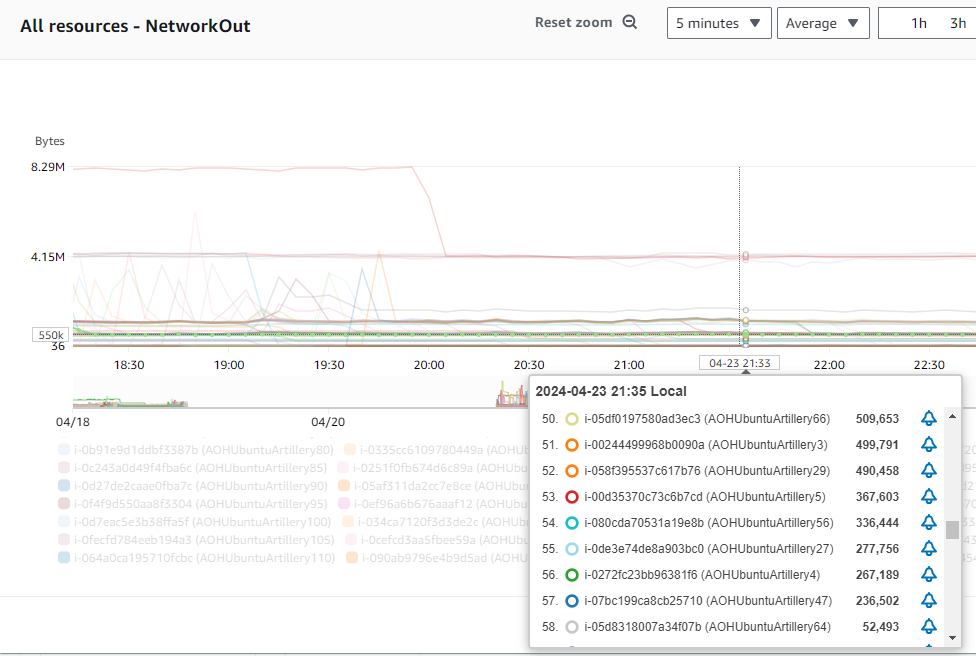 All resources - NetworkOut
Reset zoom
5 minutes
Average
1h
3h
Bytes
8.29M
4.15M
550k
36
18:30 19:00 19:30 20:00 20:30 21:00 04-23 21:33 22:00 22:30
04/18 04/20
2024-04-23 21:35 Local
50. i-05df0197580ad3ec3 (AOHUbuntuArtillery66) 509,653
51. i-00244499968b0090a (AOHUbuntuArtillery3) 499,791
52. i-058f395537c617b76 (AOHUbuntuArtillery29) 490,458
53. i-00d35370c73c6b7cd (AOHUbuntuArtillery5) 367,603
54. i-080cda70531a19e8b (AOHUbuntuArtillery56) 336,444
55. i-0de3e74de8a903bc0 (AOHUbuntuArtillery27) 277,756
56. i-0272fc23bb96381f6 (AOHUbuntuArtillery4) 267,189
57. i-07bc199ca8cb25710 (AOHUbuntuArtillery47) 236,502
58. i-05d8318007a34f07b (AOHUbuntuArtillery64) 52,493
i-0b91e9d1ddbf3387b (AOHUbuntuArtillery80) i-0335cc6109780449a (AOHUb
i-0c243a0d49f4fba6c (AOHUbuntuArtillery85) i-0251f0fb674d6c89a (AOHUb
i-0d27de2caae0fba7c (AOHUbuntuArtillery90) i-05af311da2cc7e8ce (AOHUb
i-0f4f9d550aa8f3304 (AOHUbuntuArtillery95) i-0ef96a6b676aaaf12 (AOHUb
i-0d7eac5e3b38ffa5f (AOHUbuntuArtillery100) i-034ca7120f3d3de2c (AOHUb
i-0fecfd784eeb194a3 (AOHUbuntuArtillery105) i-0cefcd3aa5fbee59a (AOHUb
i-064a0ca195710fcbc (AOHUbuntuArtillery110) i-090ab9796e4b9d5ad (AOHU